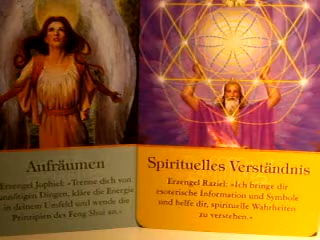 Aufräumen
Erzengel Jophiel: »Trenne dich von
unnötigen Dingen, kläre die Energie
in deinem Umfeld und wende die
Prinzipien des Feng Shui an.«
Spirituelles Verständnis
Erzengel Raziel: »Ich bringe dir
esoterische Information und Symbole
und helfe dir, spirituelle Wahrheiten
zu verstehen.«